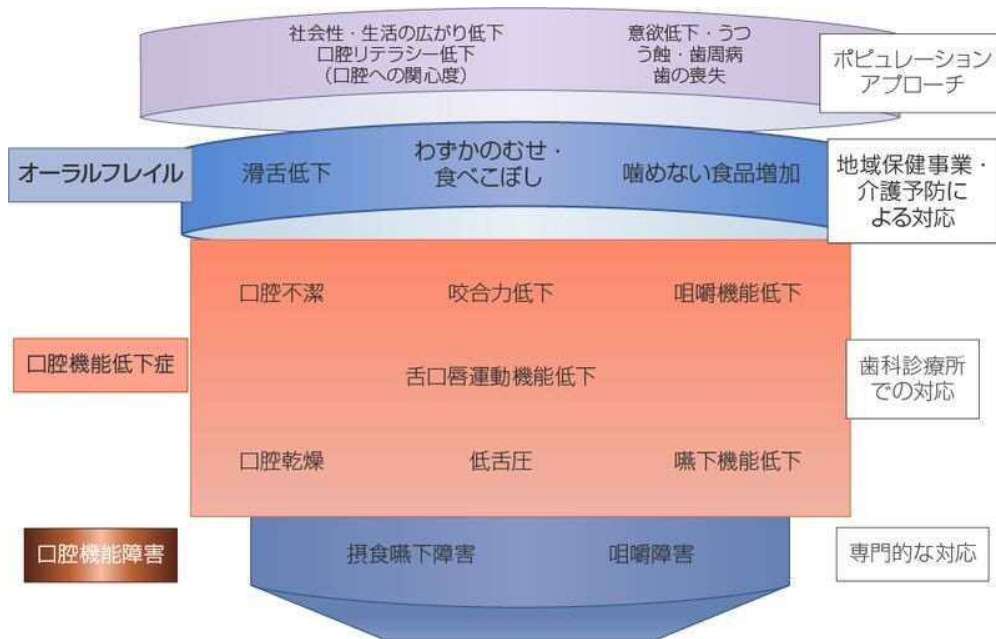 社会性・生活の広がり低下
口腔リテラシー低下
(口腔への関心度)
意欲低下・うつ
う蝕・歯周病
歯の喪失
ポピュレーション
アプローチ
オーラルフレイル
滑舌低下
わずかのむせ・
食べこぼし
噛めない食品増加
地域保健事業・
介護予防に
よる対応
口腔不潔
咬合力低下
咀嚼機能低下
口腔機能低下症
舌口唇運動機能低下
歯科診療所
での対応
口腔乾燥
低舌圧
嚥下機能低下
口腔機能障害
摂食嚥下障害
咀嚼障害
専門的な対応